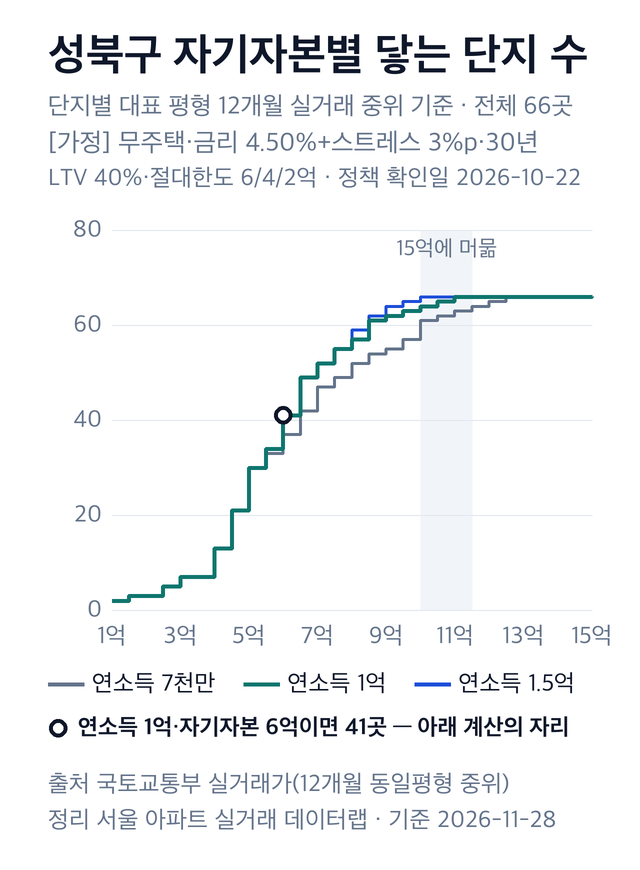 성북구 자기자본별 닿는 단지 수
단지별 대표 평형 12개월 실거래 중위 기준 · 전체 66곳
[가정] 무주택·금리 4.50%+스트레스 3%p·30년
LTV 40%·절대한도 6/4/2억 · 정책 확인일 2026-10-22
80
15억에 머묾
60
40
20
0
1억 3억 5억 7억 9억 11억 13억 15억
연소득 7천만 연소득 1억 연소득 1.5억
연소득 1억·자기자본 6억이면 41곳 — 아래 계산의 자리
출처 국토교통부 실거래가(12개월 동일평형 중위)
정리 서울 아파트 실거래 데이터랩 · 기준 2026-11-28